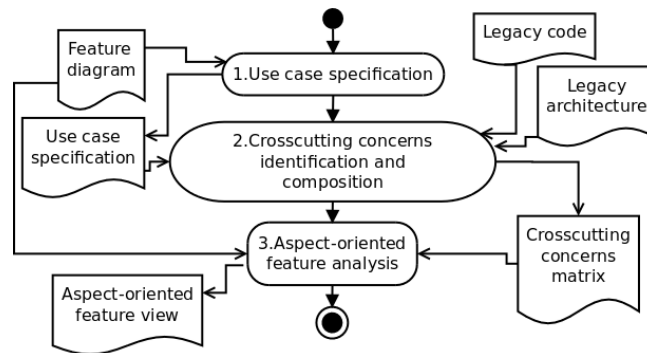 Feature
diagram
Legacy code
1.Use case specification
Legacy
architecture
Use case
specification
2.Crosscutting concerns
identification and
composition
3.Aspect-oriented
feature analysis
Crosscutting
concerns
matrix
Aspect-oriented
feature view